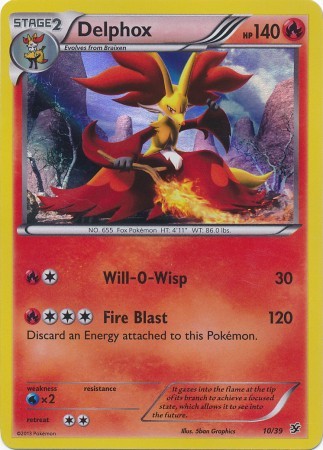 STAGE2
Delphox
HP 140
Evolves from Braixen
NO. 655 Fox Pokémon HT: 4'11" WT: 86.0 lbs.
Will-O-Wisp 30
Fire Blast 120
Discard an Energy attached to this Pokémon.
weakness resistance
×2
retreat
It gazes into the flame at the tip
of its branch to achieve a focused
state, which allows it to see into
the future.
©2015 Pokémon
Illus. 5ban Graphics
10/39